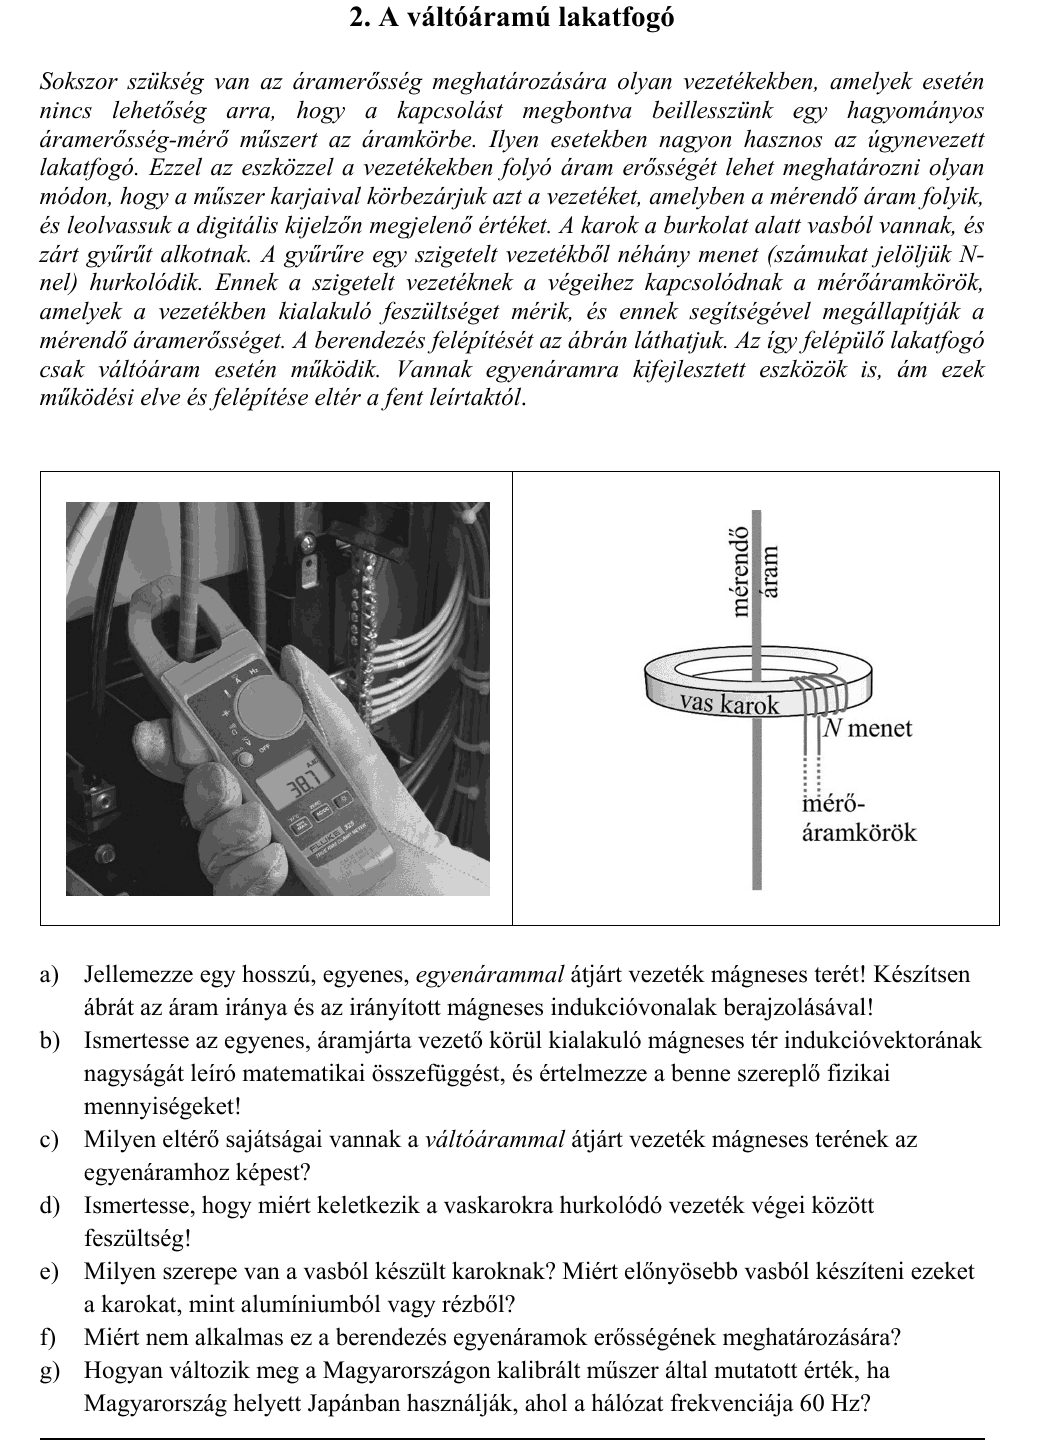 2. A váltóáramú lakatfogó
Sokszor szükség van az áramerősség meghatározására olyan vezetékekben, amelyek esetén
nincs lehetőség arra, hogy a kapcsolást megbontva beillesszünk egy hagyományos
áramerősség-mérő műszert az áramkörbe. Ilyen esetekben nagyon hasznos az úgynevezett
lakatfogó. Ezzel az eszközzel a vezetékekben folyó áram erősségét lehet meghatározni olyan
módon, hogy a műszer karjaival körbezárjuk azt a vezetéket, amelyben a mérendő áram folyik,
és leolvassuk a digitális kijelzőn megjelenő értéket. A karok a burkolat alatt vasból vannak, és
zárt gyűrűt alkotnak. A gyűrűre egy szigetelt vezetékből néhány menet (számukat jelöljük N-
nel) hurkolódik. Ennek a szigetelt vezetéknek a végeihez kapcsolódnak a mérőáramkörök,
amelyek a vezetékben kialakuló feszültséget mérik, és ennek segítségével megállapítják a
mérendő áramerősséget. A berendezés felépítését az ábrán láthatjuk. Az így felépülő lakatfogó
csak váltóáram esetén működik. Vannak egyenáramra kifejlesztett eszközök is, ám ezek
működési elve és felépítése eltér a fent leírtaktól.
Hz
A
OFF
38.7
325
TRUE RMS CLAMP METER
mérendő
áram
vas karok
N menet
mérő-
áramkörök
a) Jellemezze egy hosszú, egyenes, egyenárammal átjárt vezeték mágneses terét! Készítsen
ábrát az áram iránya és az irányított mágneses indukcióvonalak berajzolásával!
b) Ismertesse az egyenes, áramjárta vezető körül kialakuló mágneses tér indukcióvektorának
nagyságát leíró matematikai összefüggést, és értelmezze a benne szereplő fizikai
mennyiségeket!
c) Milyen eltérő sajátságai vannak a váltóárammal átjárt vezeték mágneses terének az
egyenáramhoz képest?
d) Ismertesse, hogy miért keletkezik a vaskarokra hurkolódó vezeték végei között
feszültség!
e) Milyen szerepe van a vasból készült karoknak? Miért előnyösebb vasból készíteni ezeket
a karokat, mint alumíniumból vagy rézből?
f) Miért nem alkalmas ez a berendezés egyenáramok erősségének meghatározására?
g) Hogyan változik meg a Magyarországon kalibrált műszer által mutatott érték, ha
Magyarország helyett Japánban használják, ahol a hálózat frekvenciája 60 Hz?